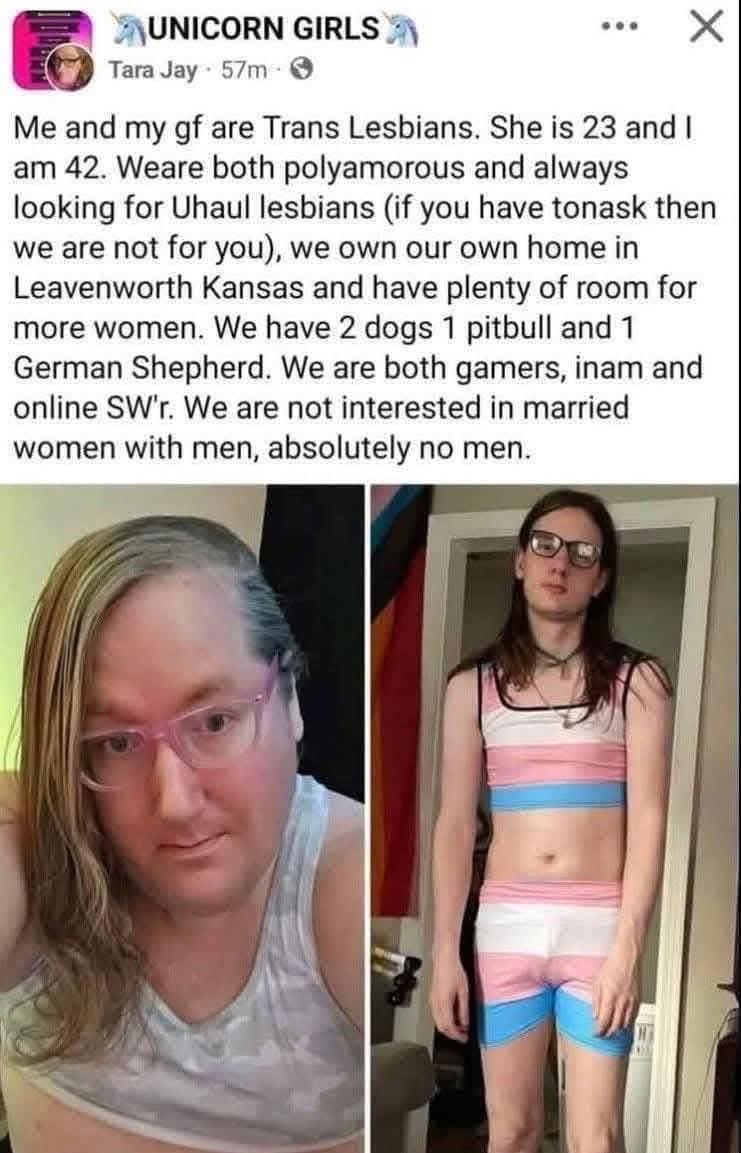 🦄UNICORN GIRLS🦄
Tara Jay · 57m ·
Me and my gf are Trans Lesbians. She is 23 and I
am 42. Weare both polyamorous and always
looking for Uhaul lesbians (if you have tonask then
we are not for you), we own our own home in
Leavenworth Kansas and have plenty of room for
more women. We have 2 dogs 1 pitbull and 1
German Shepherd. We are both gamers, inam and
online SW'r. We are not interested in married
women with men, absolutely no men.